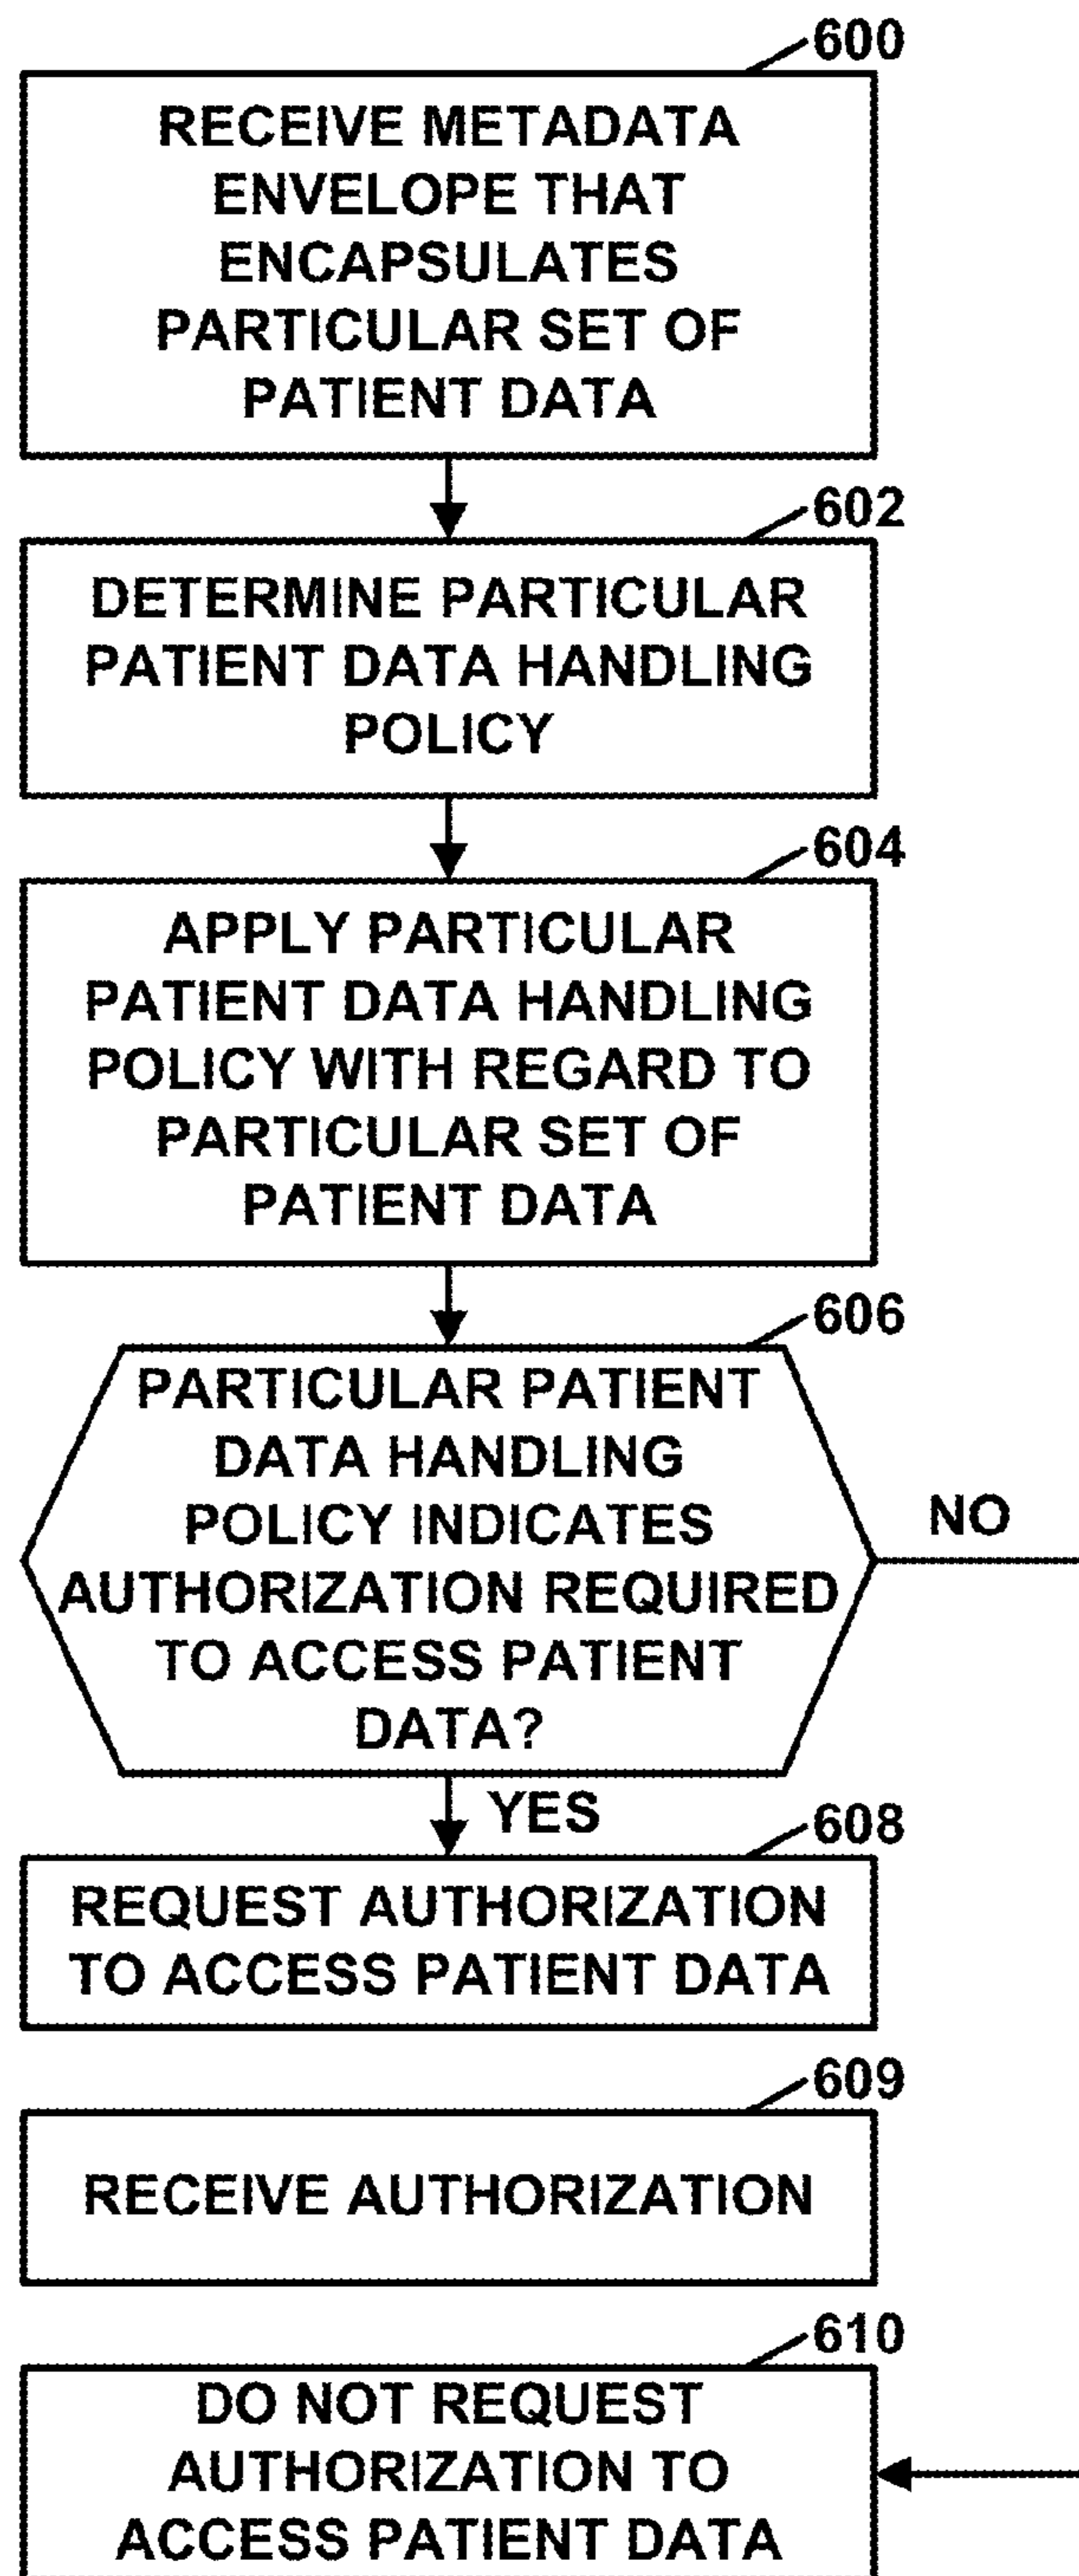 600
RECEIVE METADATA
ENVELOPE THAT
ENCAPSULATES
PARTICULAR SET OF
PATIENT DATA
602
DETERMINE PARTICULAR
PATIENT DATA HANDLING
POLICY
604
APPLY PARTICULAR
PATIENT DATA HANDLING
POLICY WITH REGARD TO
PARTICULAR SET OF
PATIENT DATA
606
PARTICULAR PATIENT
DATA HANDLING
POLICY INDICATES
AUTHORIZATION REQUIRED
TO ACCESS PATIENT
DATA?
NO
YES
608
REQUEST AUTHORIZATION
TO ACCESS PATIENT DATA
609
RECEIVE AUTHORIZATION
610
DO NOT REQUEST
AUTHORIZATION TO
ACCESS PATIENT DATA